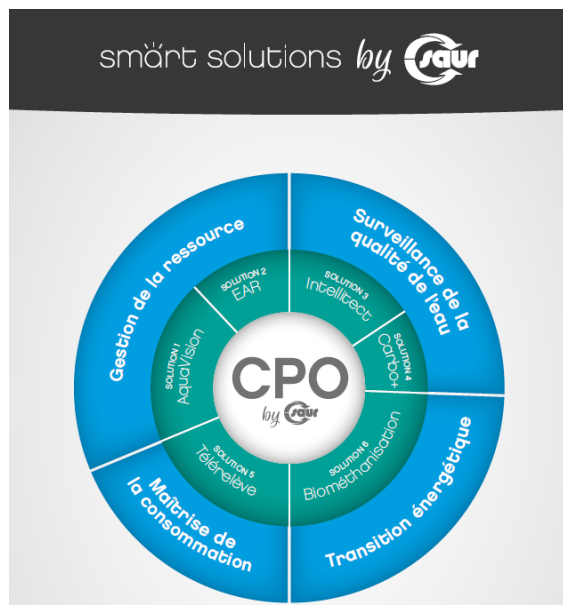 smärt solutions by saur
Gestion de la ressource
Surveillance de la
qualité de l'eau
SOLUTION 2
EAR
SOLUTION 3
Intellitect
SOLUTION 1
AquaVision
SOLUTION 4
Carbo+
CPO
by saur
SOLUTION 5
Télérelève
SOLUTION 6
Biométhanisation
Maîtrise de
la consommation
Transition énergétique